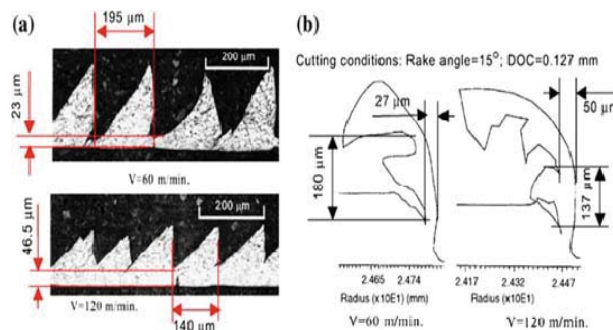 (a)
195 μm
200 μm
23 μm
V=60 m/min.
200 μm
46.5 μm
V=120 m/min.
140 μm
(b)
Cutting conditions: Rake angle=15°; DOC=0.127 mm
27 μm
50 μm
180 μm
137 μm
2.465 2.474
Radius (x10E1) (mm)
V=60 m/min.
2.417 2.432 2.447
Radius (x10E1)
V=120 m/min.